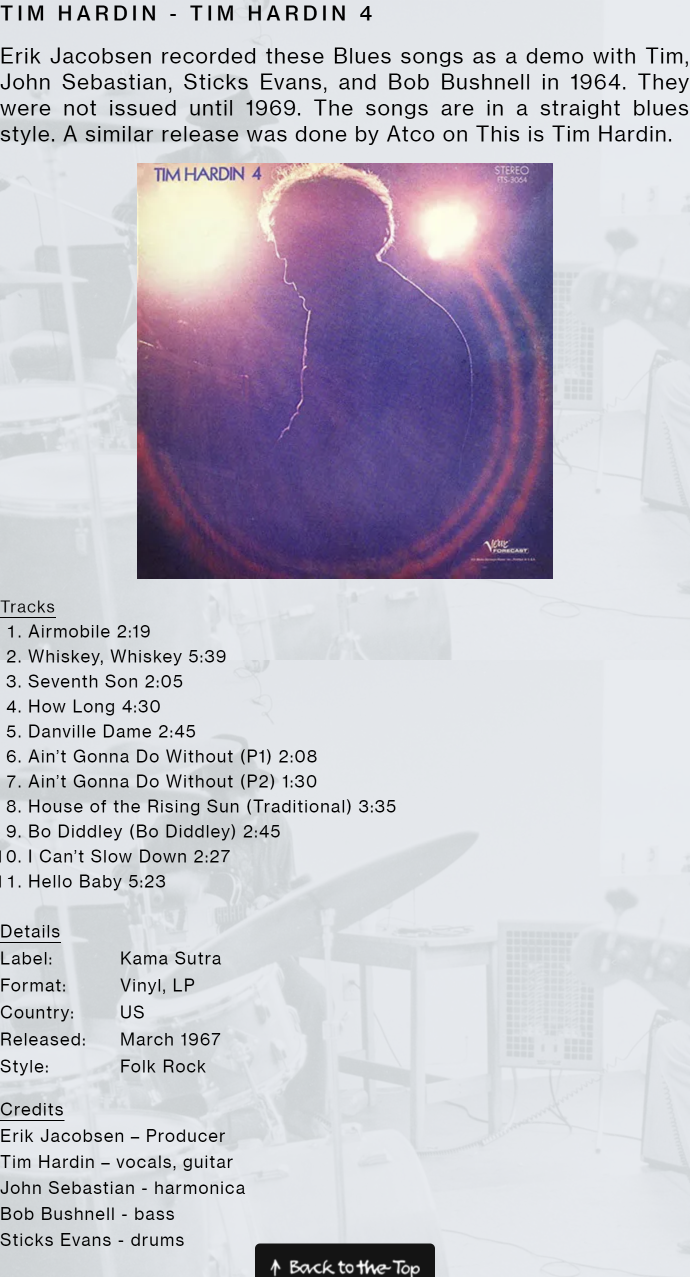 TIM HARDIN - TIM HARDIN 4
Erik Jacobsen recorded these Blues songs as a demo with Tim,
John Sebastian, Sticks Evans, and Bob Bushnell in 1964. They
were not issued until 1969. The songs are in a straight blues
style. A similar release was done by Atco on This is Tim Hardin.
TIM HARDIN 4
STEREO
FTS-3064
Verve
FORECAST
Tracks
1. Airmobile 2:19
2. Whiskey, Whiskey 5:39
3. Seventh Son 2:05
4. How Long 4:30
5. Danville Dame 2:45
6. Ain’t Gonna Do Without (P1) 2:08
7. Ain’t Gonna Do Without (P2) 1:30
8. House of the Rising Sun (Traditional) 3:35
9. Bo Diddley (Bo Diddley) 2:45
10. I Can’t Slow Down 2:27
11. Hello Baby 5:23
Details
Label: Kama Sutra
Format: Vinyl, LP
Country: US
Released: March 1967
Style: Folk Rock
Credits
Erik Jacobsen – Producer
Tim Hardin – vocals, guitar
John Sebastian - harmonica
Bob Bushnell - bass
Sticks Evans - drums
↑ Back to the Top